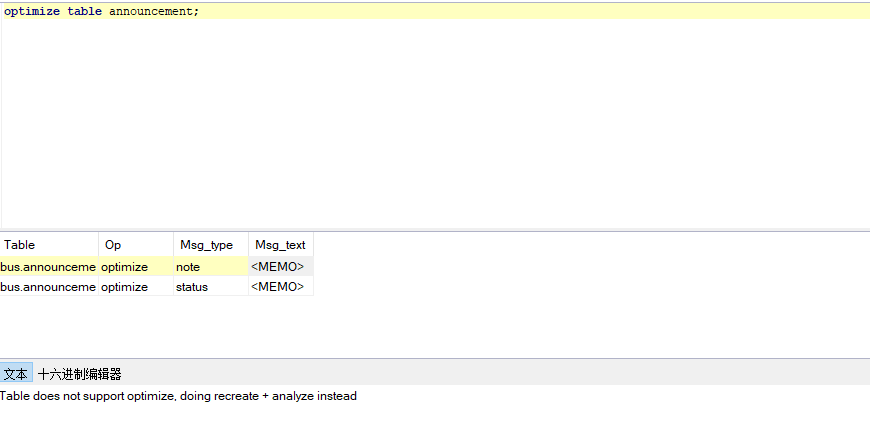 optimize table announcement;
Table Op Msg_type Msg_text
bus.announceme optimize note <MEMO>
bus.announceme optimize status <MEMO>
文本 十六进制编辑器
Table does not support optimize, doing recreate + analyze instead